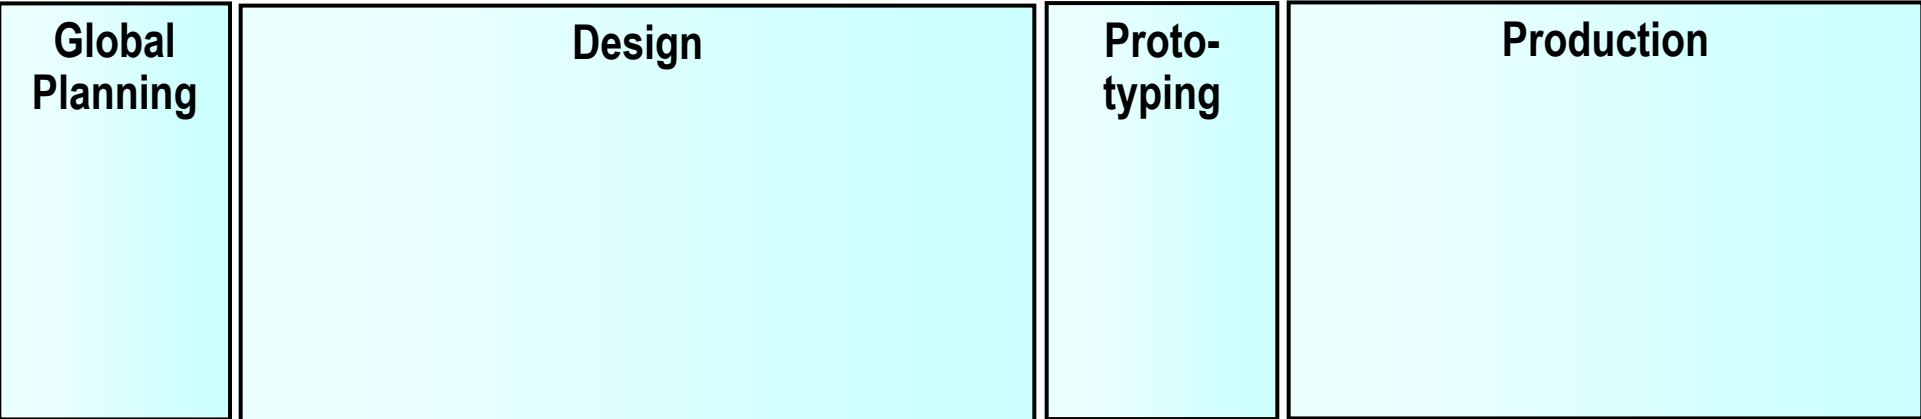 Global
Planning
Design
Proto-
typing
Production